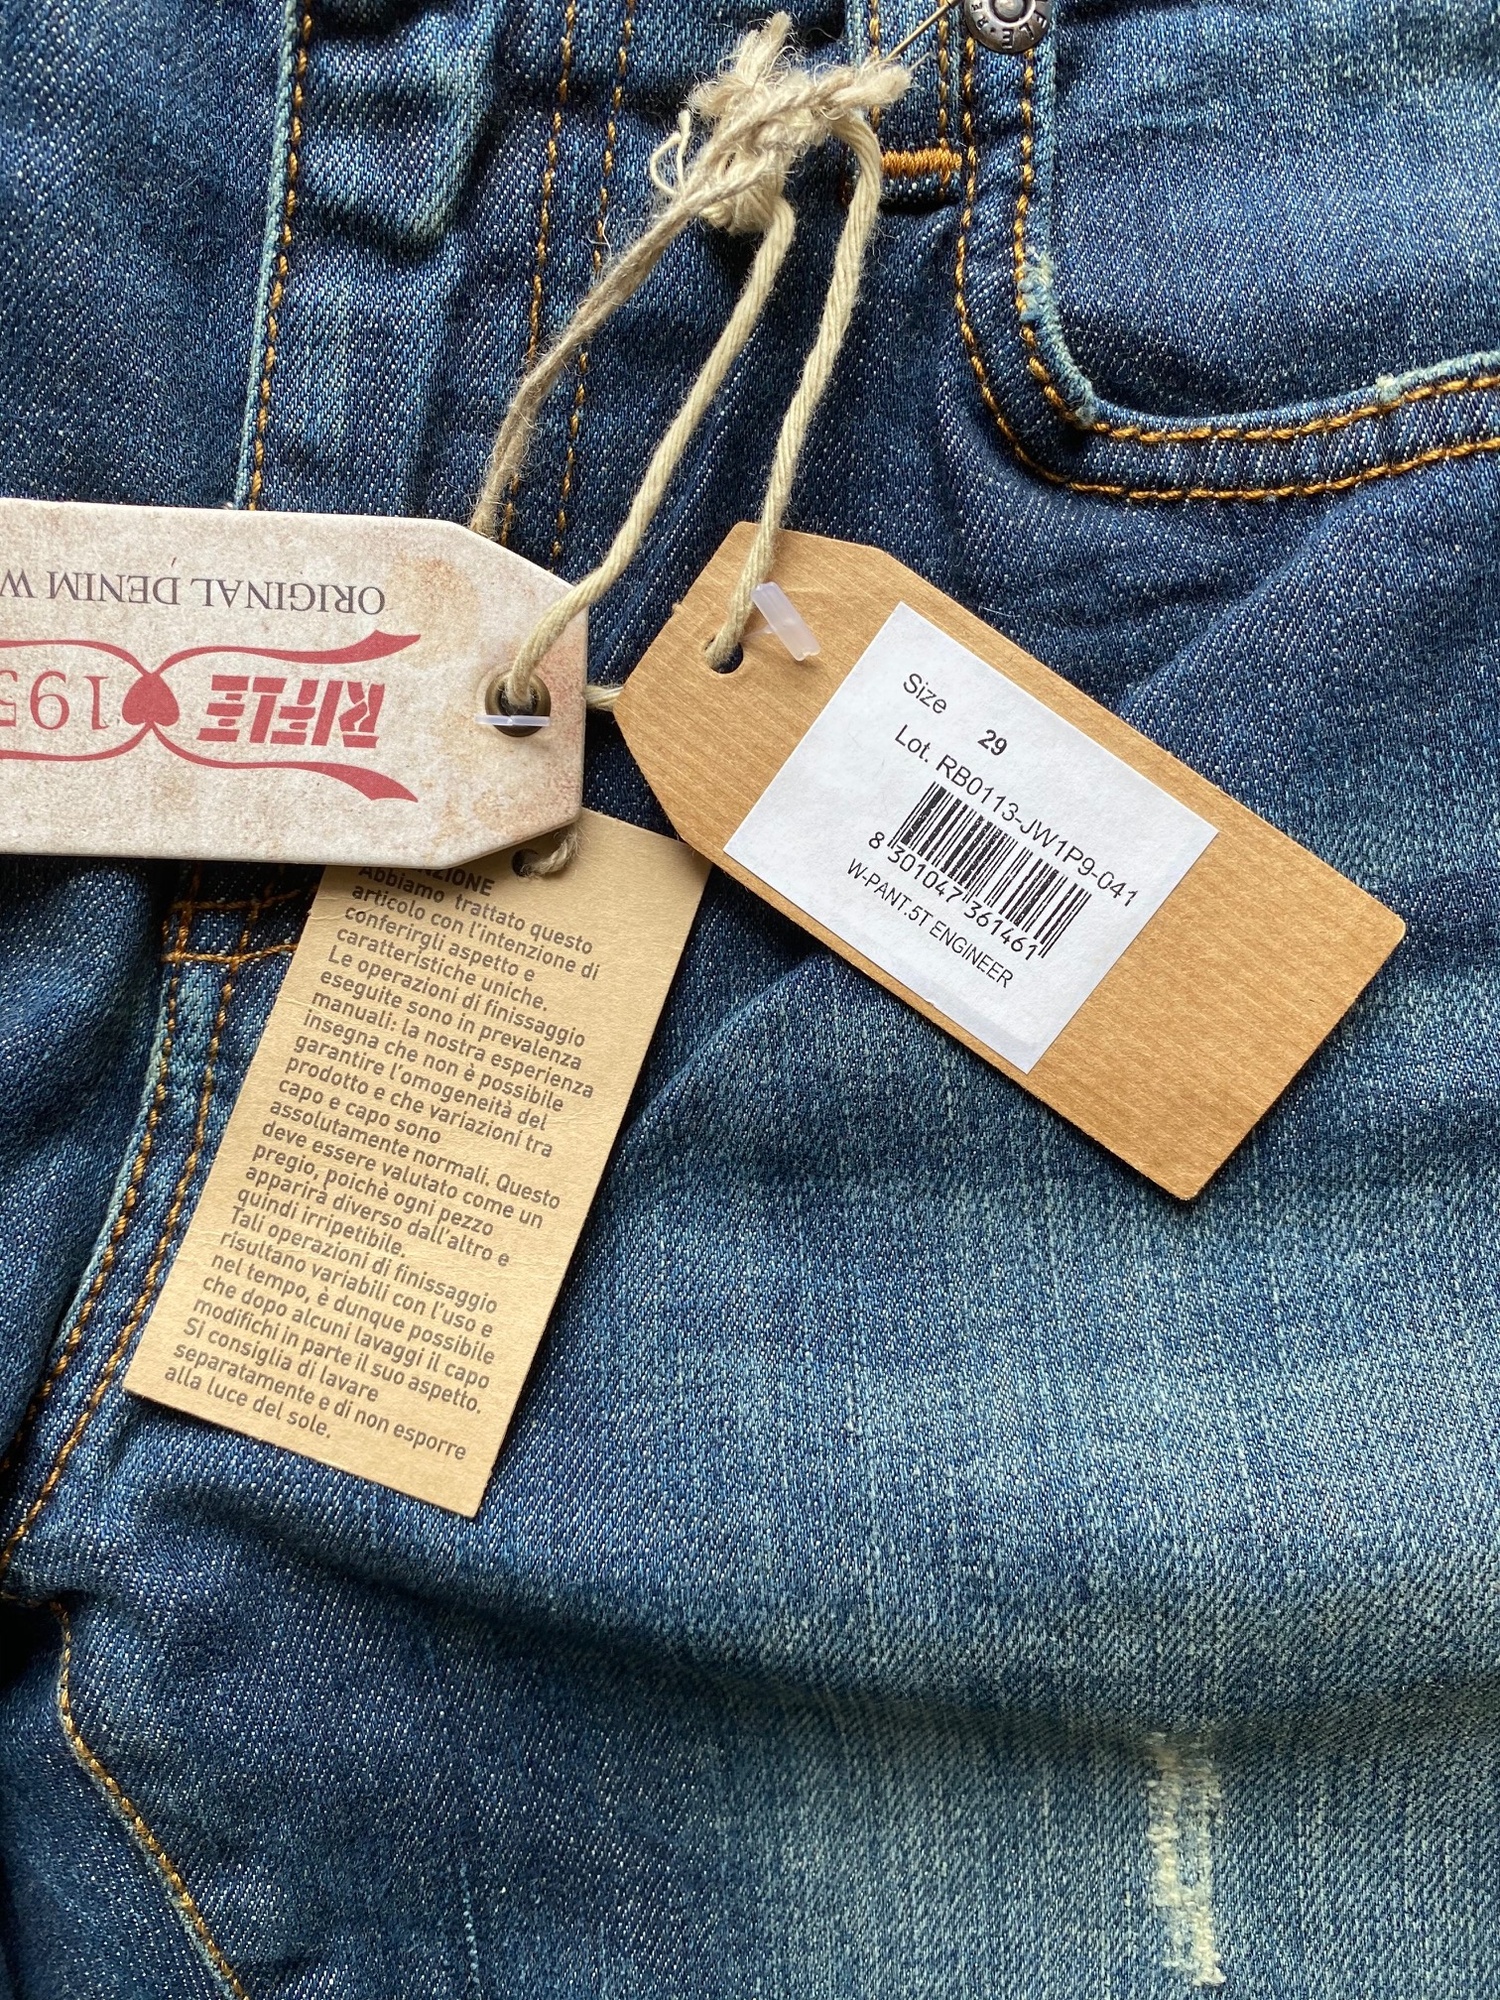 ORIGINAL DENIM W
RIFLE 195
Size 29
Lot. RB0113-JW1P9-041
8 301047 361461
W-PANT.5T ENGINEER
NZIONE
Abbiamo trattato questo
articolo con l'intenzione di
conferirgli aspetto e
caratteristiche uniche.
Le operazioni di finissaggio
eseguite sono in prevalenza
manuali: la nostra esperienza
insegna che non è possibile
garantire l'omogeneità del
prodotto e che variazioni tra
capo e capo sono
assolutamente normali. Questo
deve essere valutato come un
pregio, poichè ogni pezzo
apparirà diverso dall'altro e
quindi irripetibile.
Tali operazioni di finissaggio
risultano variabili con l'uso e
nel tempo, è dunque possibile
che dopo alcuni lavaggi il capo
modifichi in parte il suo aspetto.
Si consiglia di lavare
separatamente e di non esporre
alla luce del sole.